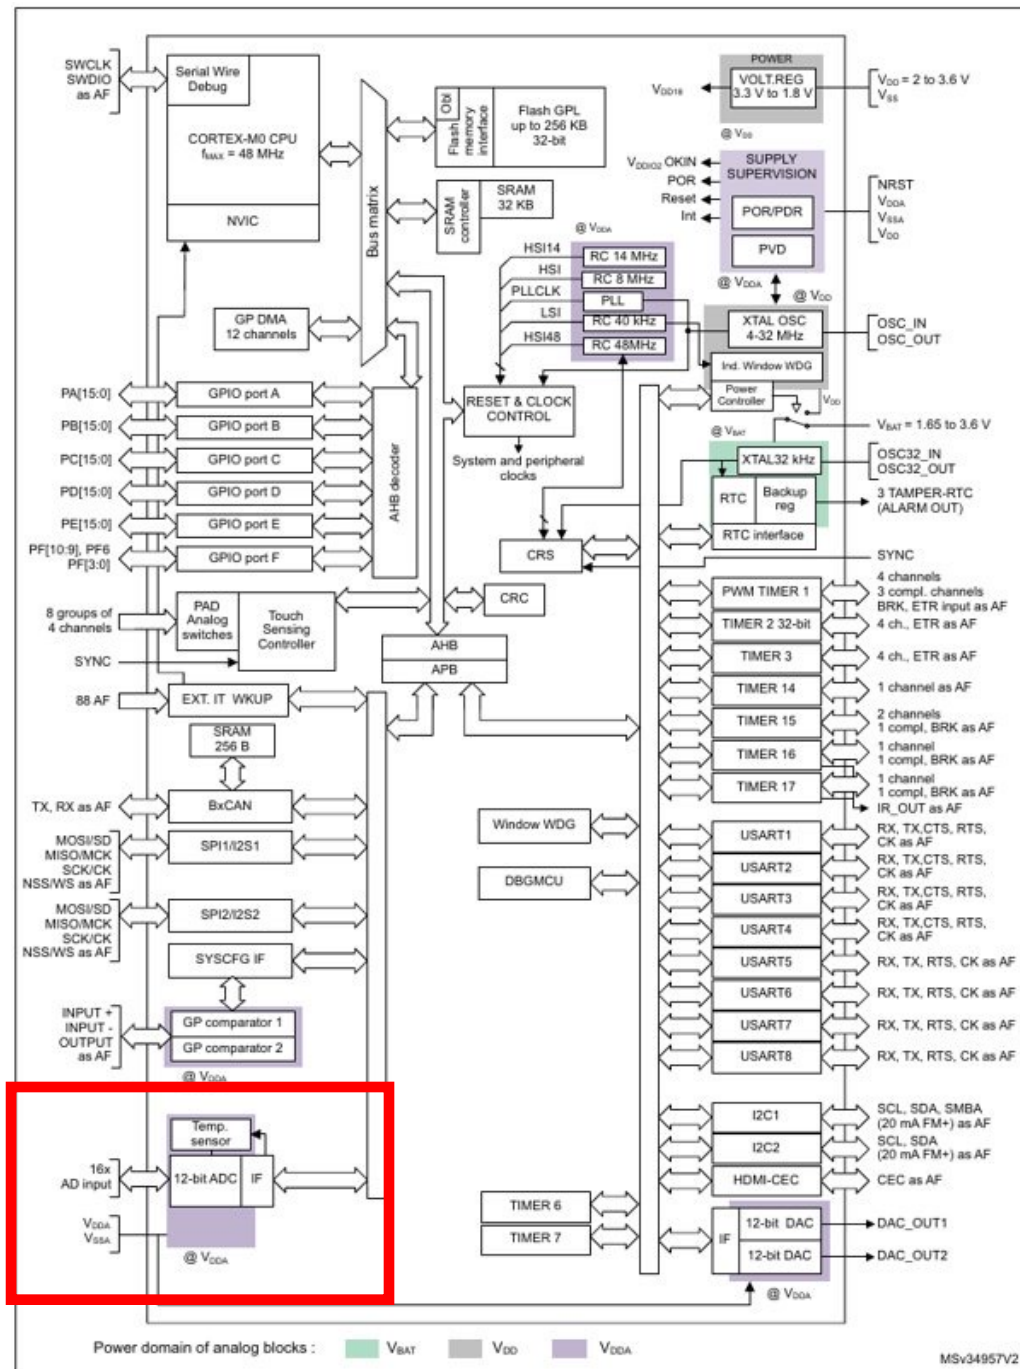 SWCLK
SWDIO
as AF
Serial Wire
Debug
CORTEX-M0 CPU
fMAX = 48 MHz
NVIC
Bus matrix
Obl
Flash
memory
interface
Flash GPL
up to 256 KB
32-bit
SRAM
controller
SRAM
32 KB
POWER
VOLT.REG
3.3 V to 1.8 V
VDD18
VDD = 2 to 3.6 V
VSS
@ VDD
VDDIO2 OKIN
POR
Reset
Int
SUPPLY
SUPERVISION
POR/PDR
PVD
NRST
VDDA
VSSA
VDD
@ VDDA
@ VDDA
@ VDD
HSI14
HSI
PLLCLK
LSI
HSI48
RC 14 MHz
RC 8 MHz
PLL
RC 40 kHz
RC 48MHz
XTAL OSC
4-32 MHz
OSC_IN
OSC_OUT
Ind. Window WDG
Power
Controller
VDD
VBAT = 1.65 to 3.6 V
@ VBAT
GP DMA
12 channels
PA[15:0]
GPIO port A
PB[15:0]
GPIO port B
PC[15:0]
GPIO port C
PD[15:0]
GPIO port D
PE[15:0]
GPIO port E
PF[10:9], PF6
PF[3:0]
GPIO port F
AHB decoder
RESET & CLOCK
CONTROL
System and peripheral
clocks
XTAL32 kHz
OSC32_IN
OSC32_OUT
RTC
Backup
reg
3 TAMPER-RTC
(ALARM OUT)
RTC interface
CRS
SYNC
8 groups of
4 channels
PAD
Analog
switches
Touch
Sensing
Controller
SYNC
CRC
AHB
APB
88 AF
EXT. IT WKUP
SRAM
256 B
TX, RX as AF
BxCAN
MOSI/SD
MISO/MCK
SCK/CK
NSS/WS as AF
SPI1/I2S1
MOSI/SD
MISO/MCK
SCK/CK
NSS/WS as AF
SPI2/I2S2
SYSCFG IF
INPUT +
INPUT -
OUTPUT
as AF
GP comparator 1
GP comparator 2
@ VDDA
Temp.
sensor
16x
AD input
12-bit ADC
IF
VDDA
VSSA
@ VDDA
Window WDG
DBGMCU
TIMER 6
TIMER 7
PWM TIMER 1
4 channels
3 compl. channels
BRK, ETR input as AF
TIMER 2 32-bit
4 ch., ETR as AF
TIMER 3
4 ch., ETR as AF
TIMER 14
1 channel as AF
TIMER 15
2 channels
1 compl, BRK as AF
TIMER 16
1 channel
1 compl, BRK as AF
TIMER 17
1 channel
1 compl, BRK as AF
IR_OUT as AF
USART1
RX, TX,CTS, RTS,
CK as AF
USART2
RX, TX,CTS, RTS,
CK as AF
USART3
RX, TX,CTS, RTS,
CK as AF
USART4
RX, TX,CTS, RTS,
CK as AF
USART5
RX, TX, RTS, CK as AF
USART6
RX, TX, RTS, CK as AF
USART7
RX, TX, RTS, CK as AF
USART8
RX, TX, RTS, CK as AF
I2C1
SCL, SDA, SMBA
(20 mA FM+) as AF
I2C2
SCL, SDA
(20 mA FM+) as AF
HDMI-CEC
CEC as AF
IF
12-bit DAC
DAC_OUT1
12-bit DAC
DAC_OUT2
@ VDDA
Power domain of analog blocks :
VBAT
VDD
VDDA
MSv34957V2